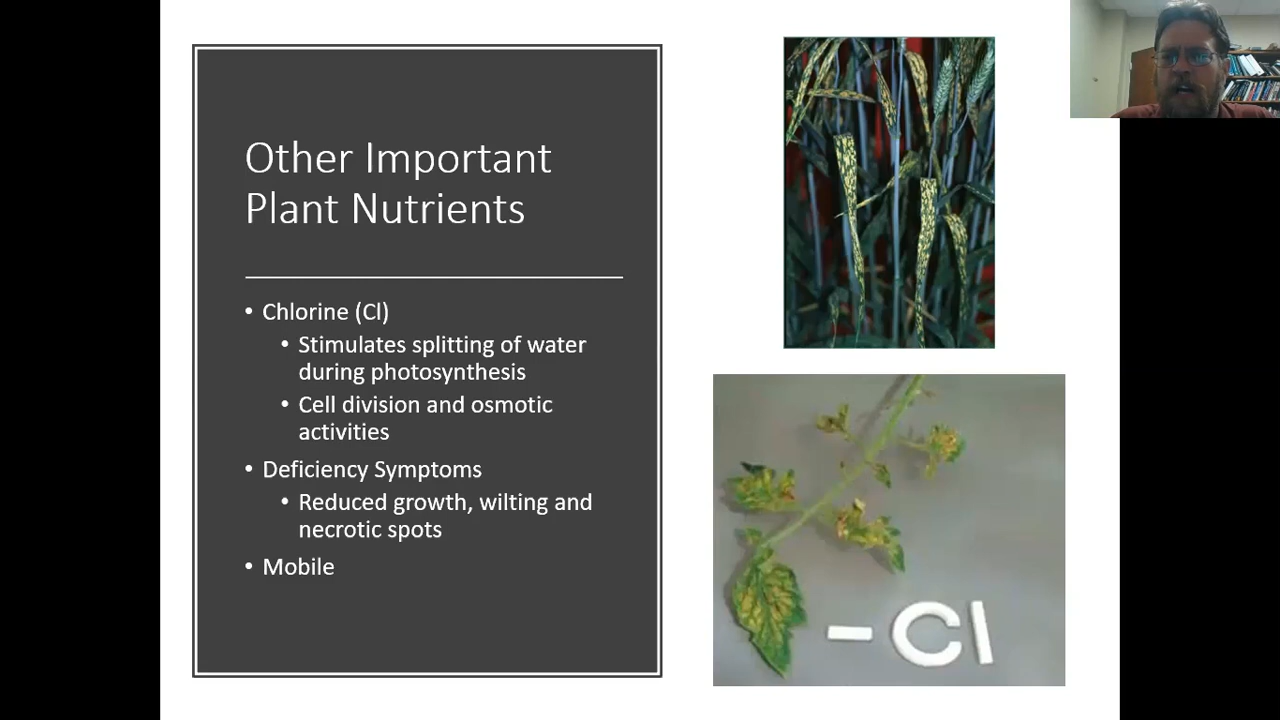 Other Important
Plant Nutrients
• Chlorine (Cl)
• Stimulates splitting of water
during photosynthesis
• Cell division and osmotic
activities
• Deficiency Symptoms
• Reduced growth, wilting and
necrotic spots
• Mobile
- Cl